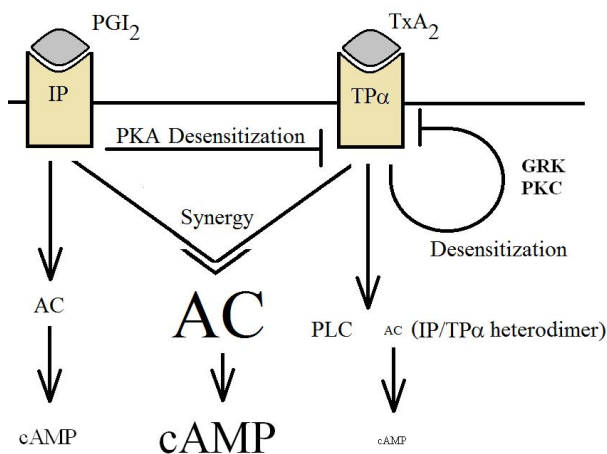 PGI2
TxA2
IP
TPα
PKA Desensitization
GRK
PKC
Synergy
Desensitization
AC
AC
PLC
AC (IP/TPα heterodimer)
cAMP
cAMP
cAMP